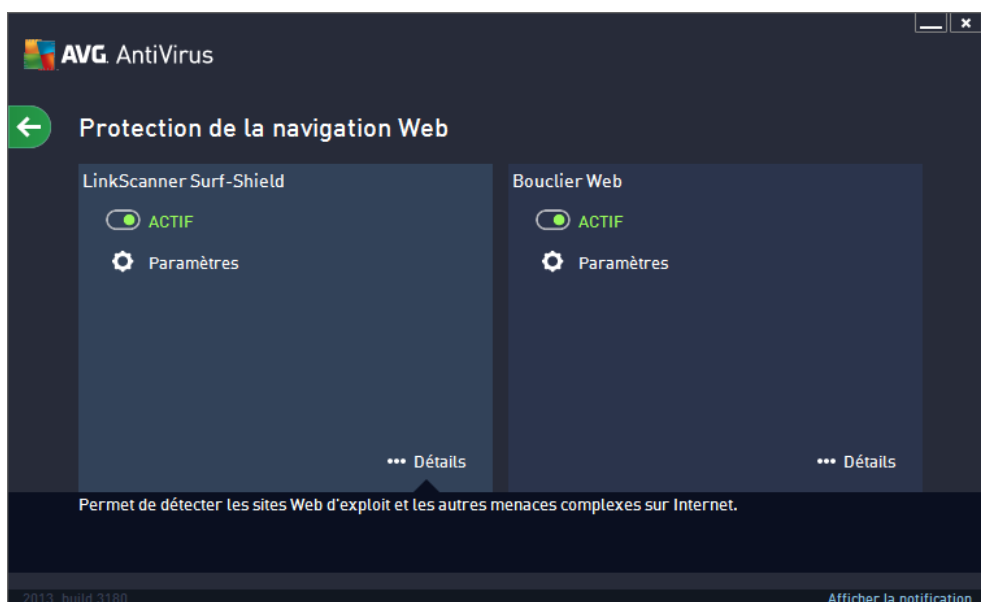 AVG. AntiVirus
Protection de la navigation Web
LinkScanner Surf-Shield
ACTIF
Paramètres
••• Détails
Bouclier Web
ACTIF
Paramètres
••• Détails
Permet de détecter les sites Web d'exploit et les autres menaces complexes sur Internet.
2013, build 3180
Afficher la notification